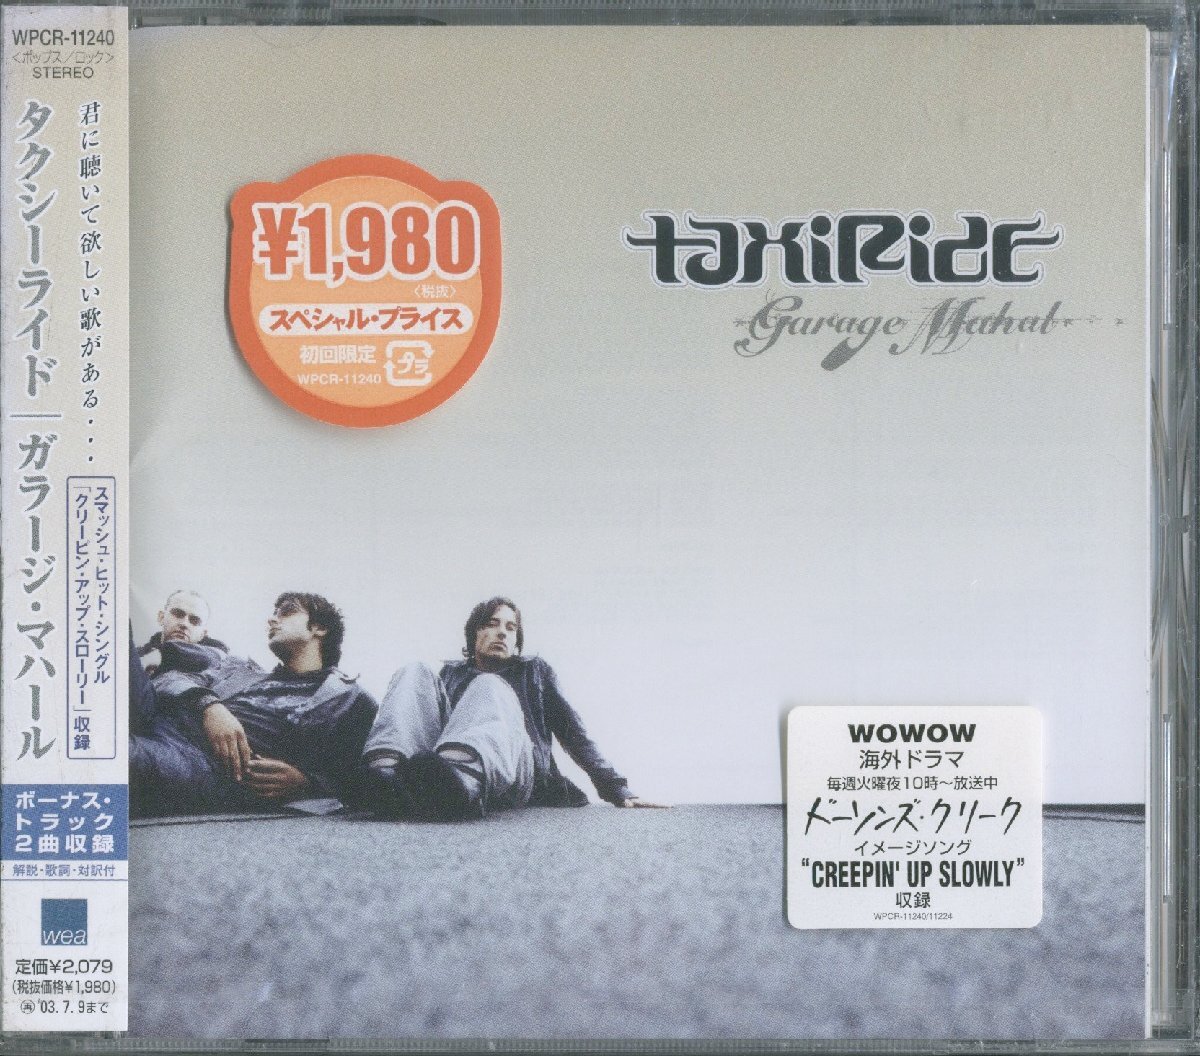 WPCR-11240
〈ポップス/ロック〉
STEREO
君に聴いて欲しい歌がある・・・
タクシーライド|ガラージ・マハール
スマッシュ・ヒット・シングル
「クリーピン・アップ・スローリー」収録
ボーナス・
トラック
2曲収録
解説・歌詞・対訳付
wea
定価¥2,079
(税抜価格¥1,980)
㊢'03.7.9まで
¥1,980
〈税抜〉
スペシャル・プライス
初回限定
プラ
WPCR-11240
taxiRide
Garage Mahal
WOWOW
海外ドラマ
毎週火曜夜10時〜放送中
ドーソンズ・クリーク
イメージソング
"CREEPIN' UP SLOWLY"
収録
WPCR-11240/11224